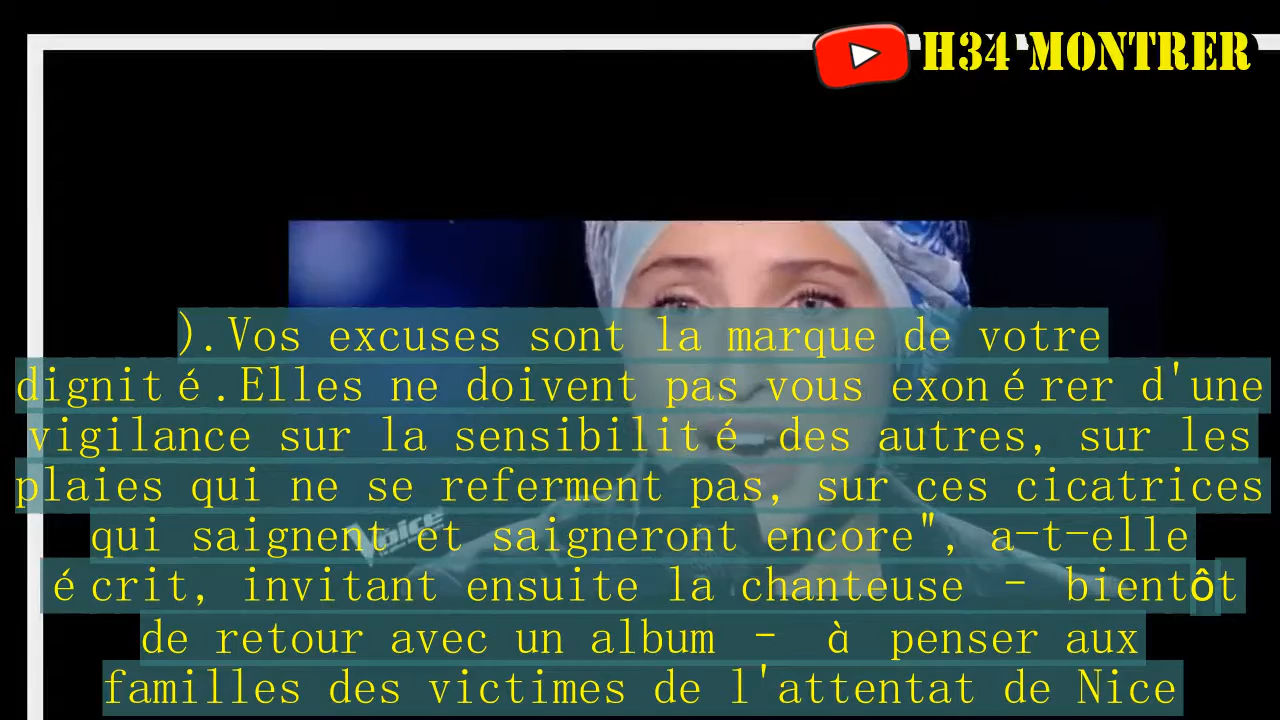 H34 MONTRER
).Vos excuses sont la marque de votre
dignité.Elles ne doivent pas vous exonérer d'une
vigilance sur la sensibilité des autres, sur les
plaies qui ne se referment pas, sur ces cicatrices
qui saignent et saigneront encore", a-t-elle
écrit, invitant ensuite la chanteuse - bientôt
de retour avec un album - à penser aux
familles des victimes de l'attentat de Nice
Voice